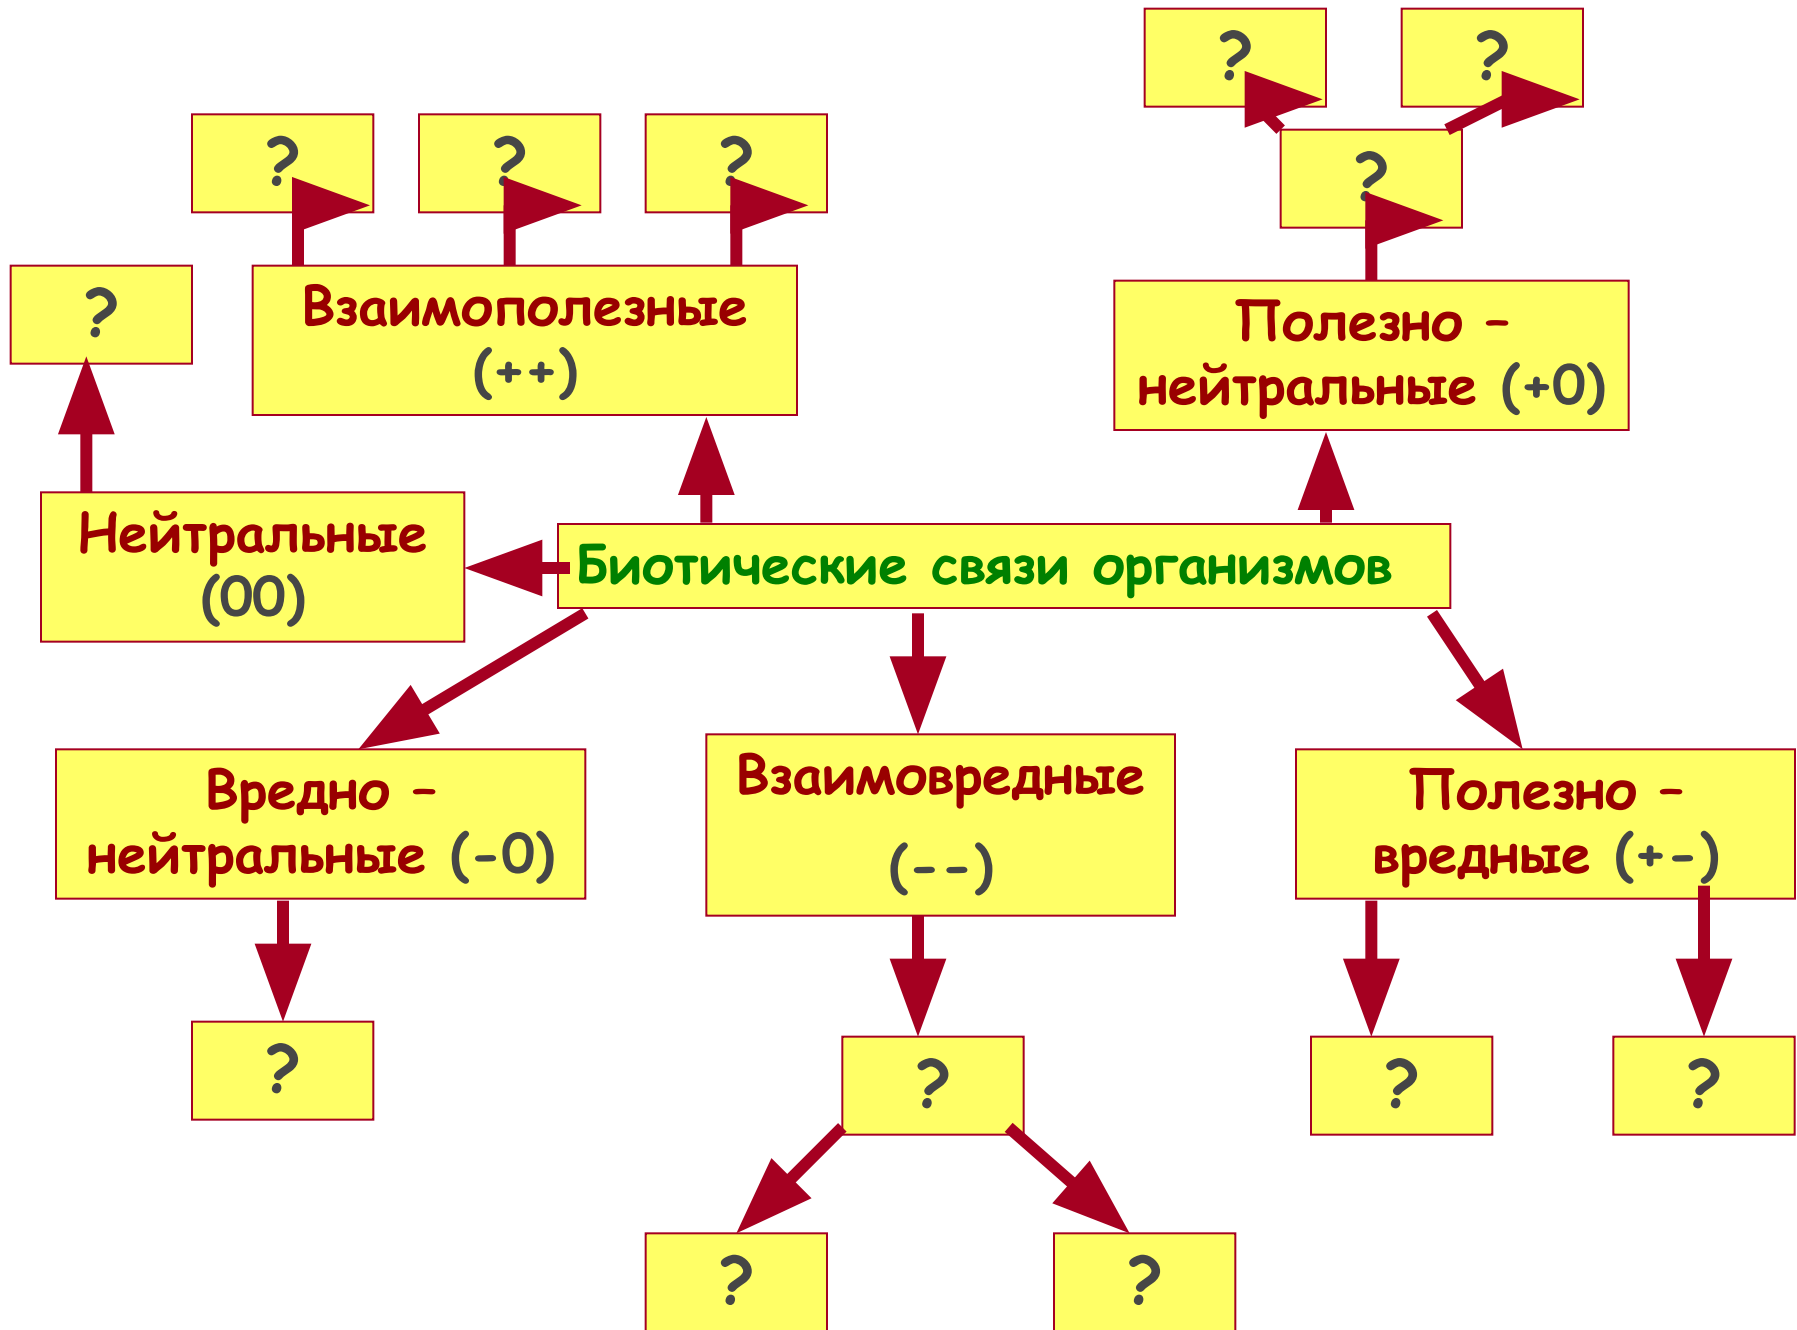 ?
?
?
?
?
?
?
Взаимополезные
(++)
Полезно –
нейтральные (+0)
Нейтральные
(00)
Биотические связи организмов
Вредно –
нейтральные (-0)
Взаимовредные
(--)
Полезно –
вредные (+-)
?
?
?
?
?
?